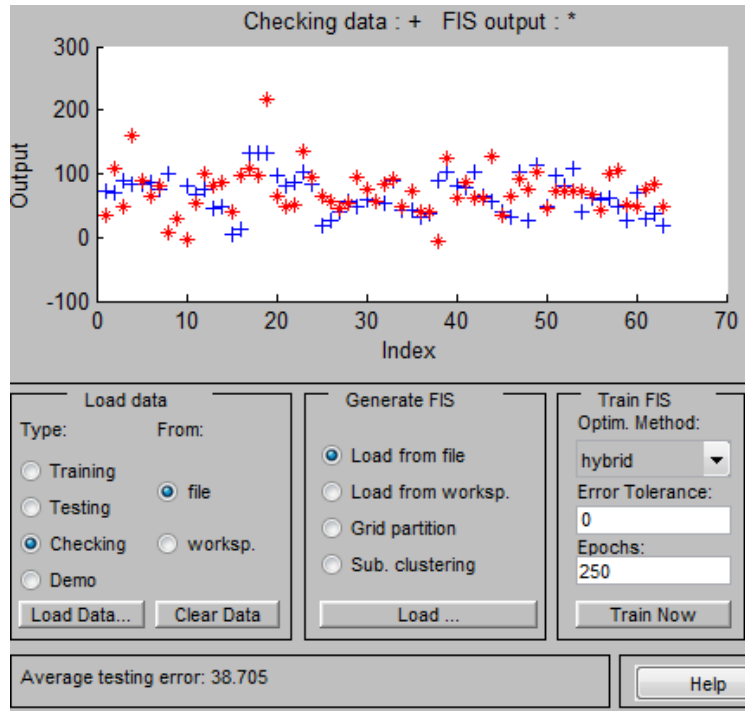 Checking data : +   FIS output : *
300
200
100
0
-100
Output
0 10 20 30 40 50 60 70
Index
Load data
Type: From:
Training
Testing
Checking
Demo
file
worksp.
Load Data... Clear Data
Generate FIS
Load from file
Load from worksp.
Grid partition
Sub. clustering
Load ...
Train FIS
Optim. Method:
hybrid
Error Tolerance:
0
Epochs:
250
Train Now
Average testing error: 38.705
Help